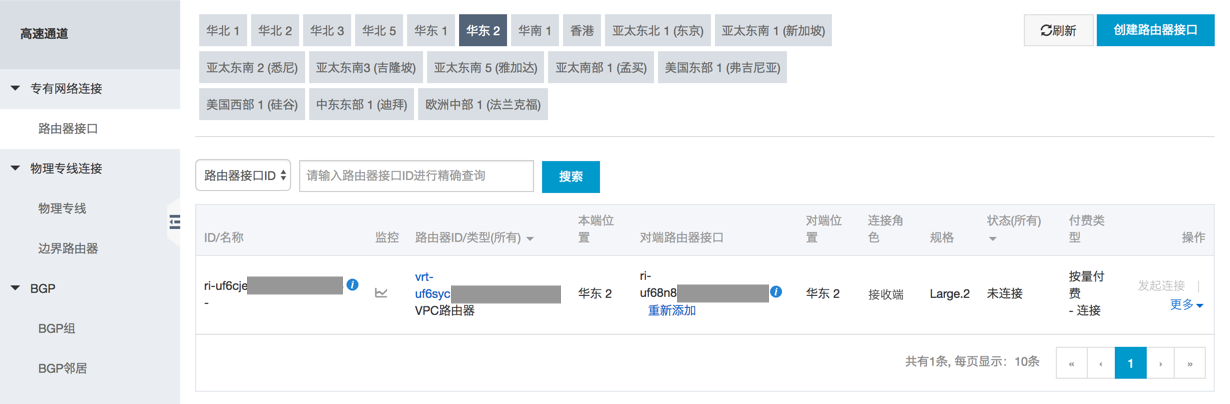 高速通道
专有网络连接
路由器接口
物理专线连接
物理专线
边界路由器
BGP
BGP组
BGP邻居
华北 1 华北 2 华北 3 华北 5 华东 1 华东 2 华南 1 香港 亚太东北 1 (东京) 亚太东南 1 (新加坡)
亚太东南 2 (悉尼) 亚太东南3 (吉隆坡) 亚太东南 5 (雅加达) 亚太南部 1 (孟买) 美国东部 1 (弗吉尼亚)
美国西部 1 (硅谷) 中东东部 1 (迪拜) 欧洲中部 1 (法兰克福)
刷新 创建路由器接口
路由器接口ID 请输入路由器接口ID进行精确查询 搜索
ID/名称
监控
路由器ID/类型(所有)
本端位
置
对端路由器接口
对端位
置
连接角
色
规格
状态(所有)
付费类
型
操作
ri-uf6cje
-
vrt-
uf6syc
VPC路由器
华东 2
ri-
uf68n8
重新添加
华东 2
接收端
Large.2
未连接
按量付
费
- 连接
发起连接 |
更多
共有1条, 每页显示：10条
« ‹ 1 › »